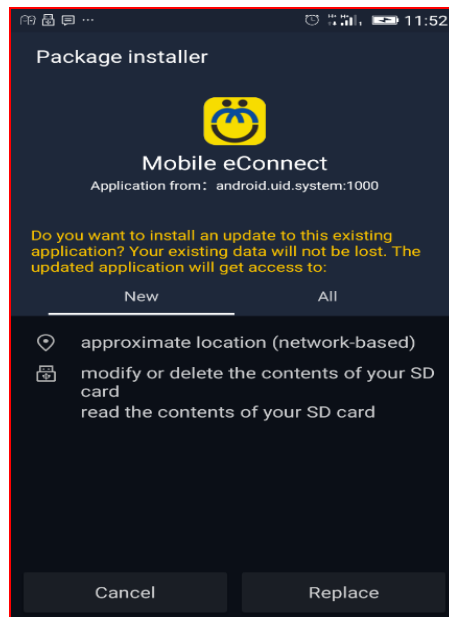 11:52
Package installer
Mobile eConnect
Application from: android.uid.system:1000
Do you want to install an update to this existing
application? Your existing data will not be lost. The
updated application will get access to:
New All
approximate location (network-based)
modify or delete the contents of your SD
card
read the contents of your SD card
Cancel Replace